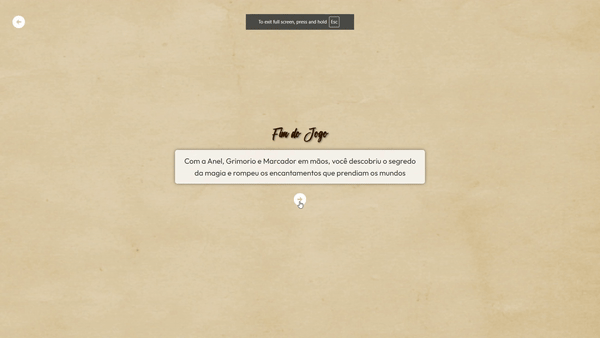 To exit full screen, press and hold Esc
Fim do Jogo
Com a Anel, Grimorio e Marcador em mãos, você descobriu o segredo
da magia e rompeu os encantamentos que prendiam os mundos